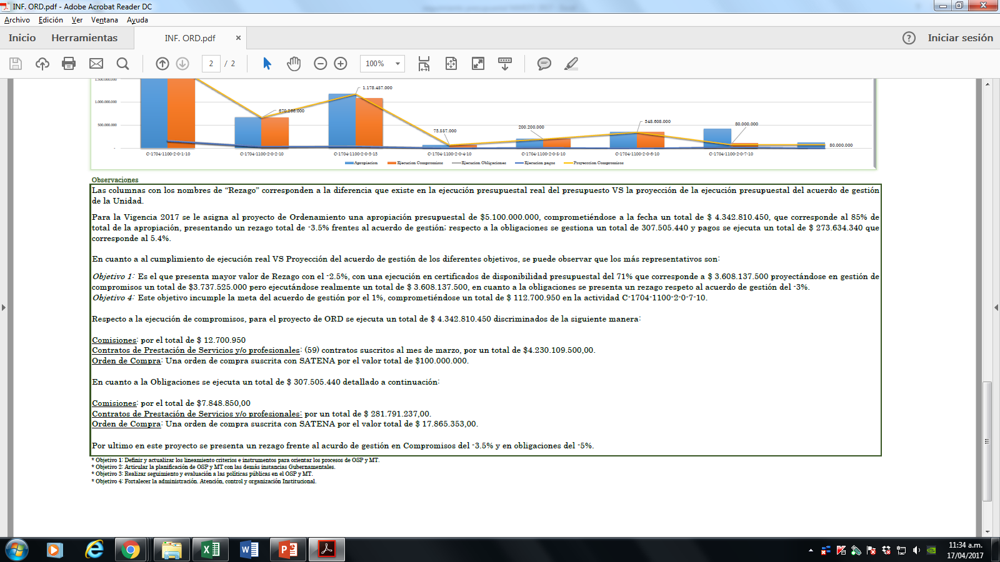 INF. ORD.pdf - Adobe Acrobat Reader DC
Archivo Edición Ver Ventana Ayuda
Inicio Herramientas INF. ORD.pdf × ? Iniciar sesión
2 / 2 100%
1.500.000.000
1.000.000.000
500.000.000
-
670.266.000
1.178.457.000
73.557.000
200.200.000
348.608.000
80.000.000
80.000.000
C-1704-1100-2-0-1-10 C-1704-1100-2-0-2-10 C-1704-1100-2-0-3-13 C-1704-1100-2-0-4-10 C-1704-1100-2-0-5-10 C-1704-1100-2-0-6-10 C-1704-1100-2-0-7-10
Apropiacion Ejecucion Compromisos Ejecucion Obligaciones Ejecucion pagos Proyecccion Compromisos
Observaciones
Las columnas con los nombres de “Rezago” corresponden a la diferencia que existe en la ejecución presupuestal real del presupuesto VS la proyección de la ejecución presupuestal del acuerdo de gestión
de la Unidad.
Para la Vigencia 2017 se le asigna al proyecto de Ordenamiento una apropiación presupuestal de $5.100.000.000, comprometiéndose a la fecha un total de $ 4.342.810.450, que corresponde al 85% de
total de la apropiación, presentando un rezago total de -3.5% frentes al acuerdo de gestión; respecto a la obligaciones se gestiona un total de 307.505.440 y pagos se ejecuta un total de $ 273.634.340 que
corresponde al 5.4%.
En cuanto a al cumplimiento de ejecución real VS Proyección del acuerdo de gestión de los diferentes objetivos, se puede observar que los más representativos son:
Objetivo 1: Es el que presenta mayor valor de Rezago con el -2.5%, con una ejecución en certificados de disponibilidad presupuestal del 71% que corresponde a $ 3.608.137.500 proyectándose en gestión de
compromisos un total de $3.737.525.000 pero ejecutándose realmente un total de $ 3.608.137.500, en cuanto a la obligaciones se presenta un rezago respeto al acuerdo de gestión del -3%.
Objetivo 4: Este objetivo incumple la meta del acuerdo de gestión por el 1%, comprometiéndose un total de $ 112.700.950 en la actividad C-1704-1100-2-0-7-10.
Respecto a la ejecución de compromisos, para el proyecto de ORD se ejecuta un total de $ 4.342.810.450 discriminados de la siguiente manera:
Comisiones: por el total de $ 12.700.950
Contratos de Prestación de Servicios y/o profesionales: (59) contratos suscritos al mes de marzo, por un total de $4.230.109.500,00.
Orden de Compra: Una orden de compra suscrita con SATENA por el valor total de $100.000.000.
En cuanto a la Obligaciones se ejecuta un total de $ 307.505.440 detallado a continuación:
Comisiones: por el total de $7.848.850,00
Contratos de Prestación de Servicios y/o profesionales: por un total de $ 281.791.237,00.
Orden de Compra: Una orden de compra suscrita con SATENA por el valor total de $ 17.865.353,00.
Por ultimo en este proyecto se presenta un rezago frente al acurdo de gestión en Compromisos del -3.5% y en obligaciones del -5%.
* Objetivo 1: Definir y actualizar los lineamiento criterios e instrumentos para orientar los procesos de OSP y MT.
* Objetivo 2: Articular la planificación de OSP y MT con las demás instancias Gubernamentales.
* Objetivo 3: Realizar seguimiento y evaluación a las políticas públicas en el OSP y MT.
* Objetivo 4: Fortalecer la administración. Atención, control y organización Institucional.
11:34 a.m.
17/04/2017